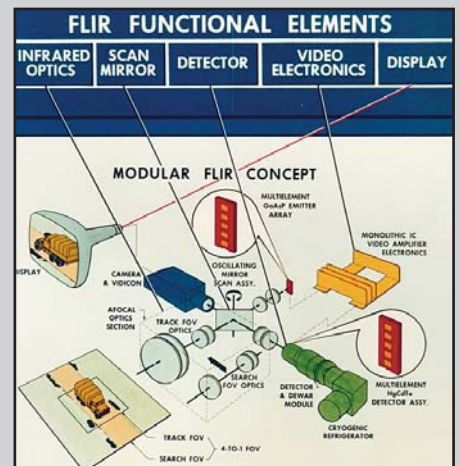 FLIR FUNCTIONAL ELEMENTS
INFRARED
OPTICS
SCAN
MIRROR
DETECTOR
VIDEO
ELECTRONICS
DISPLAY
MODULAR FLIR CONCEPT
MULTIELEMENT
GaAsP EMITTER
ARRAY
MONOLITHIC IC
VIDEO AMPLIFIER
ELECTRONICS
OSCILLATING
MIRROR
SCAN ASSY.
DISPLAY
CAMERA
& VIDICON
AFOCAL
OPTICS
SECTION
TRACK FOV
OPTICS
SEARCH
FOV OPTICS
DETECTOR
& DEWAR
MODULE
MULTIELEMENT
HgCdTe
DETECTOR ASSY.
CRYOGENIC
REFRIGERATOR
TRACK FOV
4-TO-1 FOV
SEARCH FOV